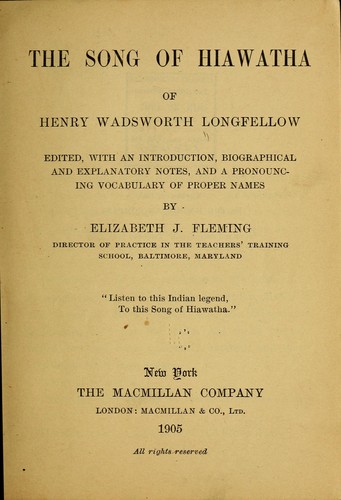 THE SONG OF HIAWATHA
OF
HENRY WADSWORTH LONGFELLOW
EDITED, WITH AN INTRODUCTION, BIOGRAPHICAL
AND EXPLANATORY NOTES, AND A PRONOUNC-
ING VOCABULARY OF PROPER NAMES
BY
ELIZABETH J. FLEMING
DIRECTOR OF PRACTICE IN THE TEACHERS' TRAINING
SCHOOL, BALTIMORE, MARYLAND
"Listen to this Indian legend,
To this Song of Hiawatha."
New York
THE MACMILLAN COMPANY
LONDON: MACMILLAN & CO., LTD.
1905
All rights reserved